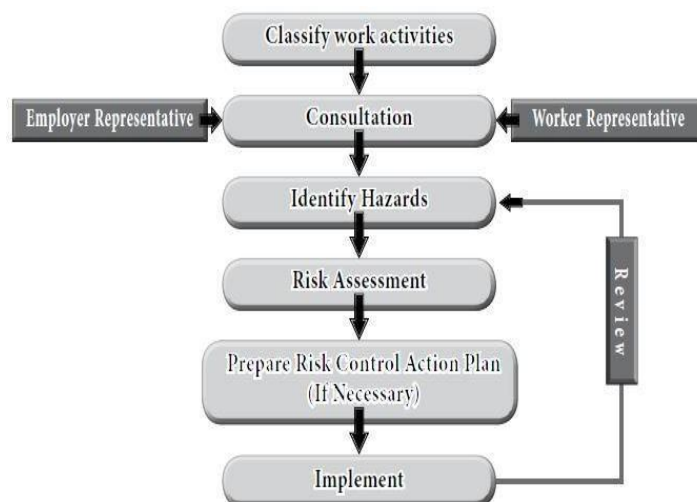 Classify work activities
Employer Representative
Consultation
Worker Representative
Identify Hazards
Risk Assessment
Review
Prepare Risk Control Action Plan
(If Necessary)
Implement